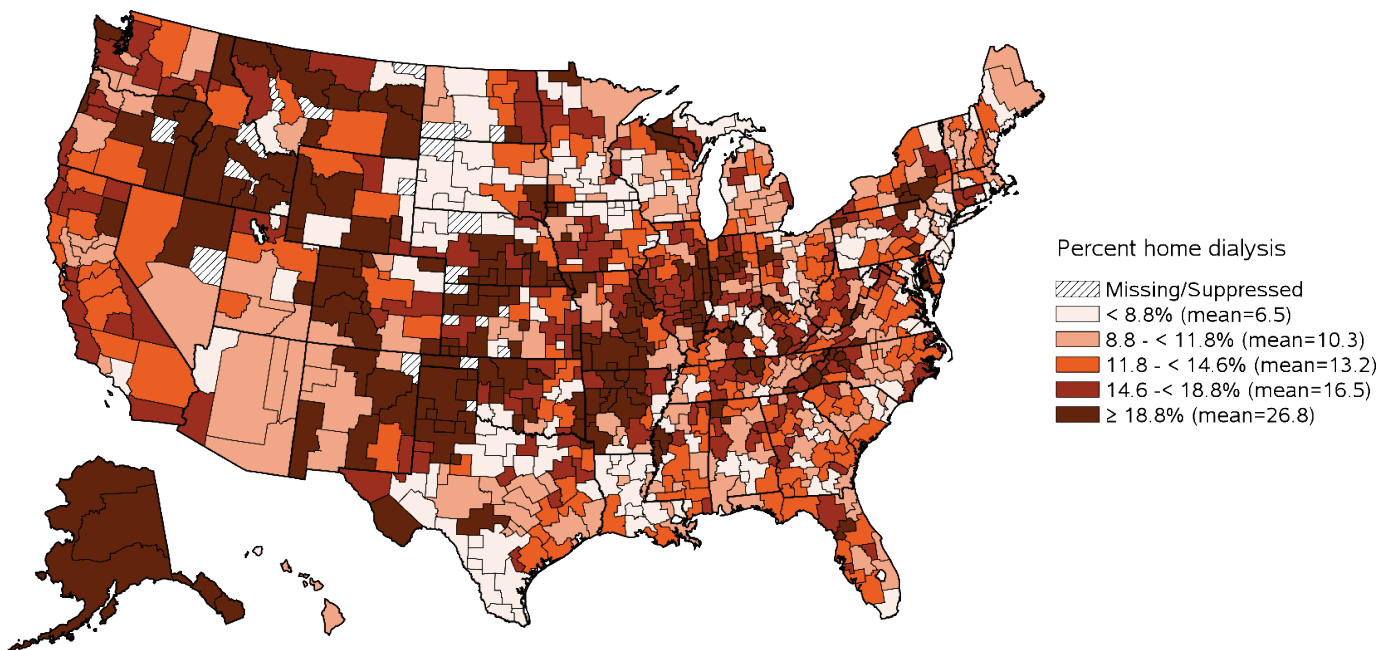 Percent home dialysis
Missing/Suppressed
< 8.8% (mean=6.5)
8.8 - < 11.8% (mean=10.3)
11.8 - < 14.6% (mean=13.2)
14.6 -< 18.8% (mean=16.5)
≥ 18.8% (mean=26.8)